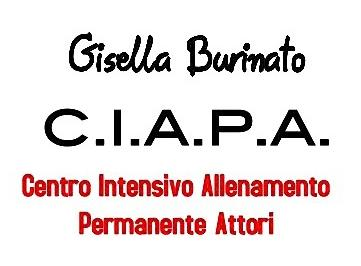 Gisella Burinato
C.I.A.P.A.
Centro Intensivo Allenamento
Permanente Attori